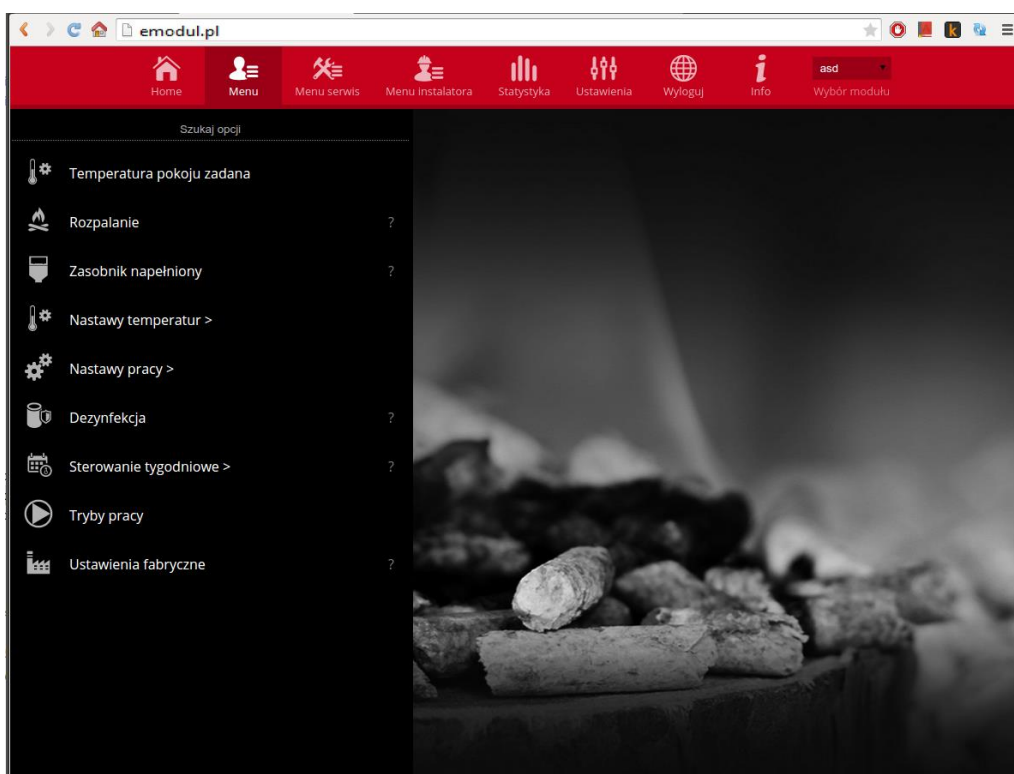 emodul.pl
Home
Menu
Menu serwis
Menu instalatora
Statystyka
Ustawienia
Wyloguj
Info
asd
Wybór modułu
Szukaj opcji
Temperatura pokoju zadana
Rozpalanie ?
Zasobnik napełniony ?
Nastawy temperatur >
Nastawy pracy >
Dezynfekcja ?
Sterowanie tygodniowe > ?
Tryby pracy
Ustawienia fabryczne ?